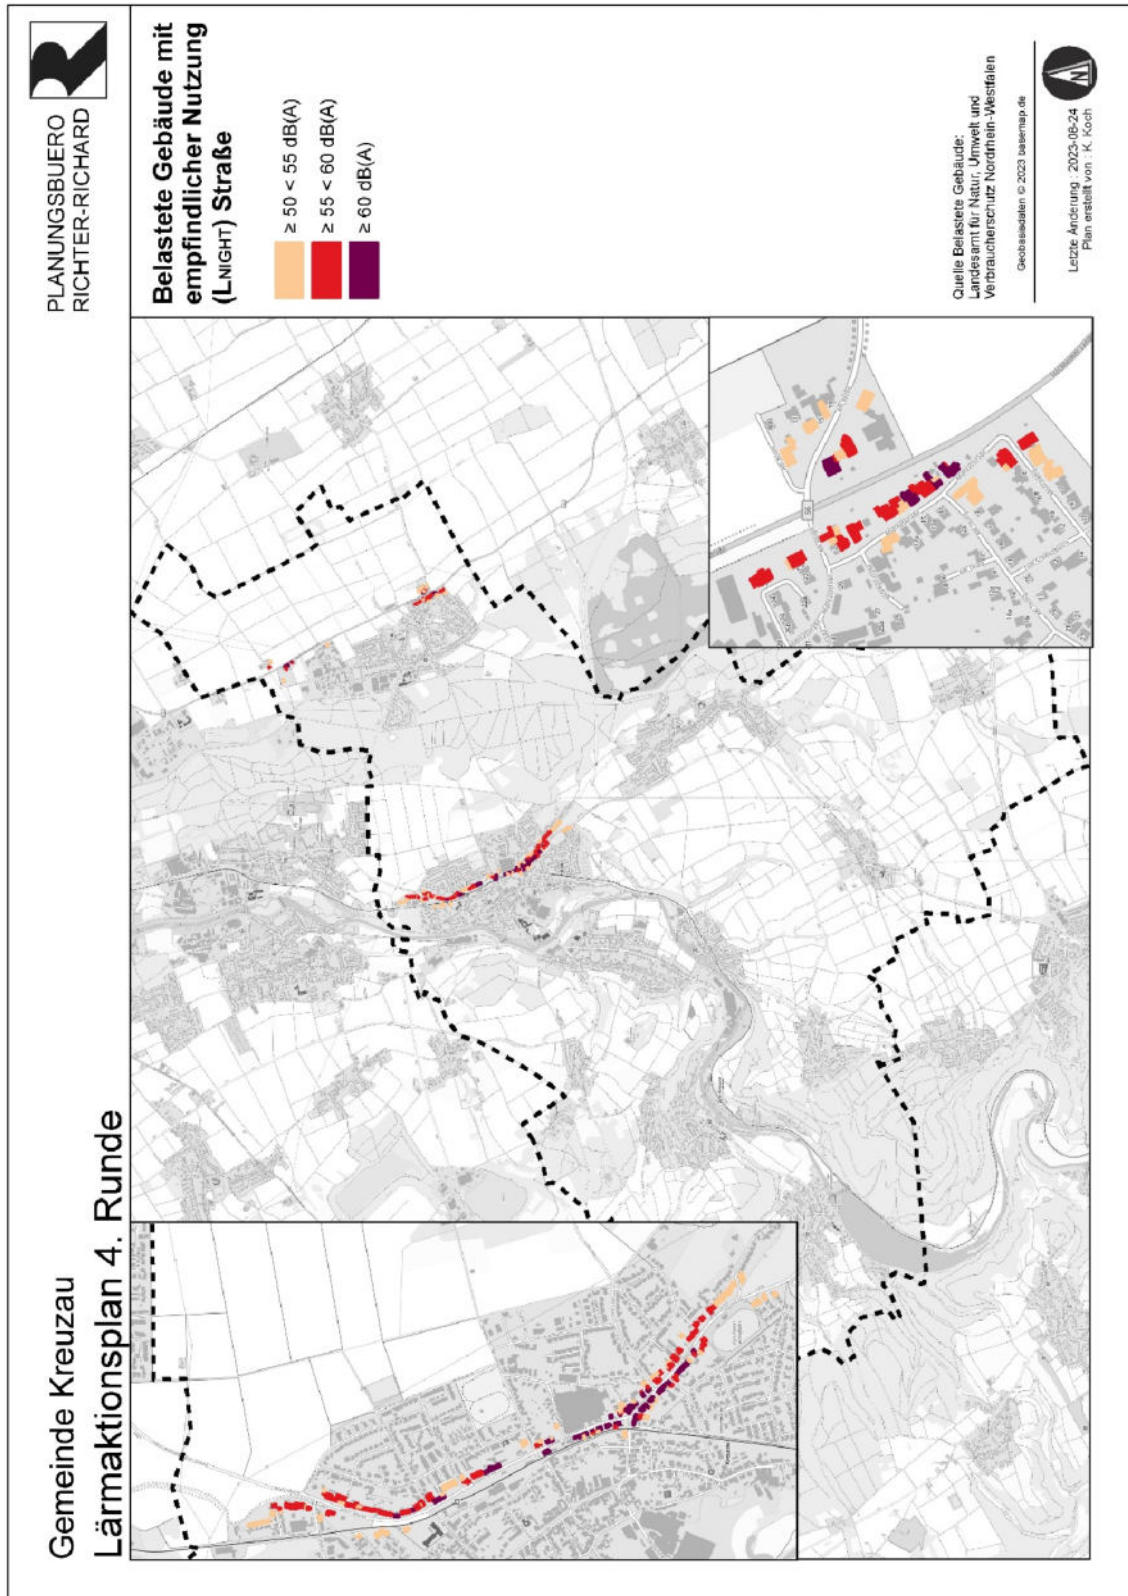 Gemeinde Kreuzau
Lärmaktionsplan 4. Runde
PLANUNGSBUERO
RICHTER-RICHARD
Belastete Gebäude mit
empfindlicher Nutzung
(LNIGHT) Straße
≥ 50 < 55 dB(A)
≥ 55 < 60 dB(A)
≥ 60 dB(A)
Quelle Belastete Gebäude:
Landesamt für Natur, Umwelt und
Verbraucherschutz Nordrhein-Westfalen
Geobasisdaten © 2023 basemap.de
N
Letzte Änderung : 2023-08-24
Plan erstellt von : K. Koch
56